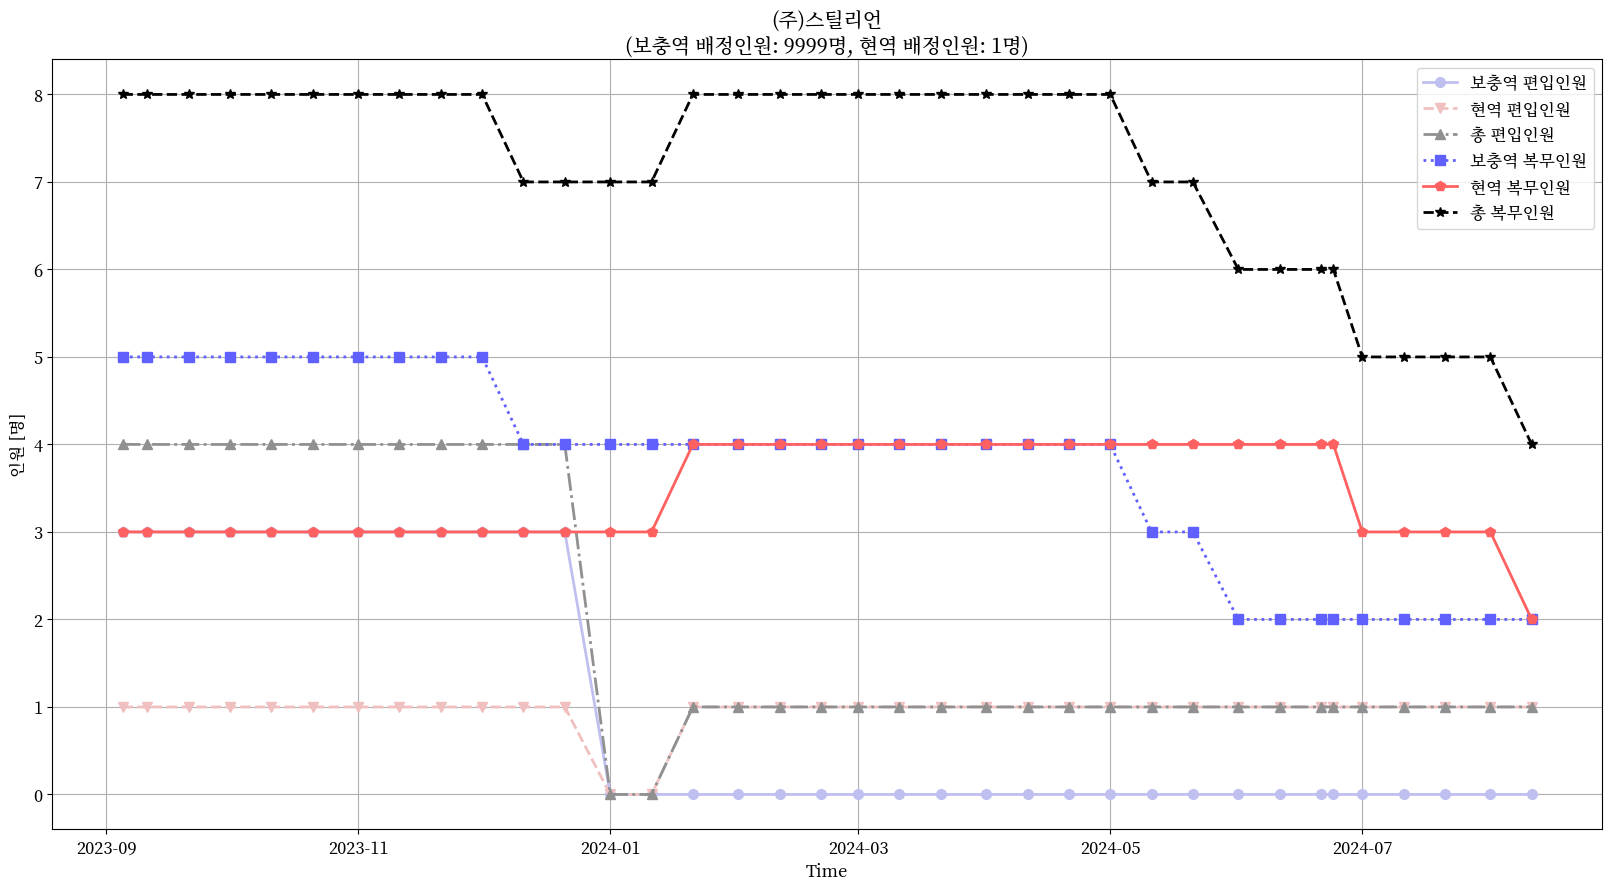 (주)스틸리언
(보충역 배정인원: 9999명, 현역 배정인원: 1명)
보충역 편입인원
현역 편입인원
총 편입인원
보충역 복무인원
현역 복무인원
총 복무인원
인원 [명]
8
7
6
5
4
3
2
1
0
2023-09
2023-11
2024-01
2024-03
2024-05
2024-07
Time